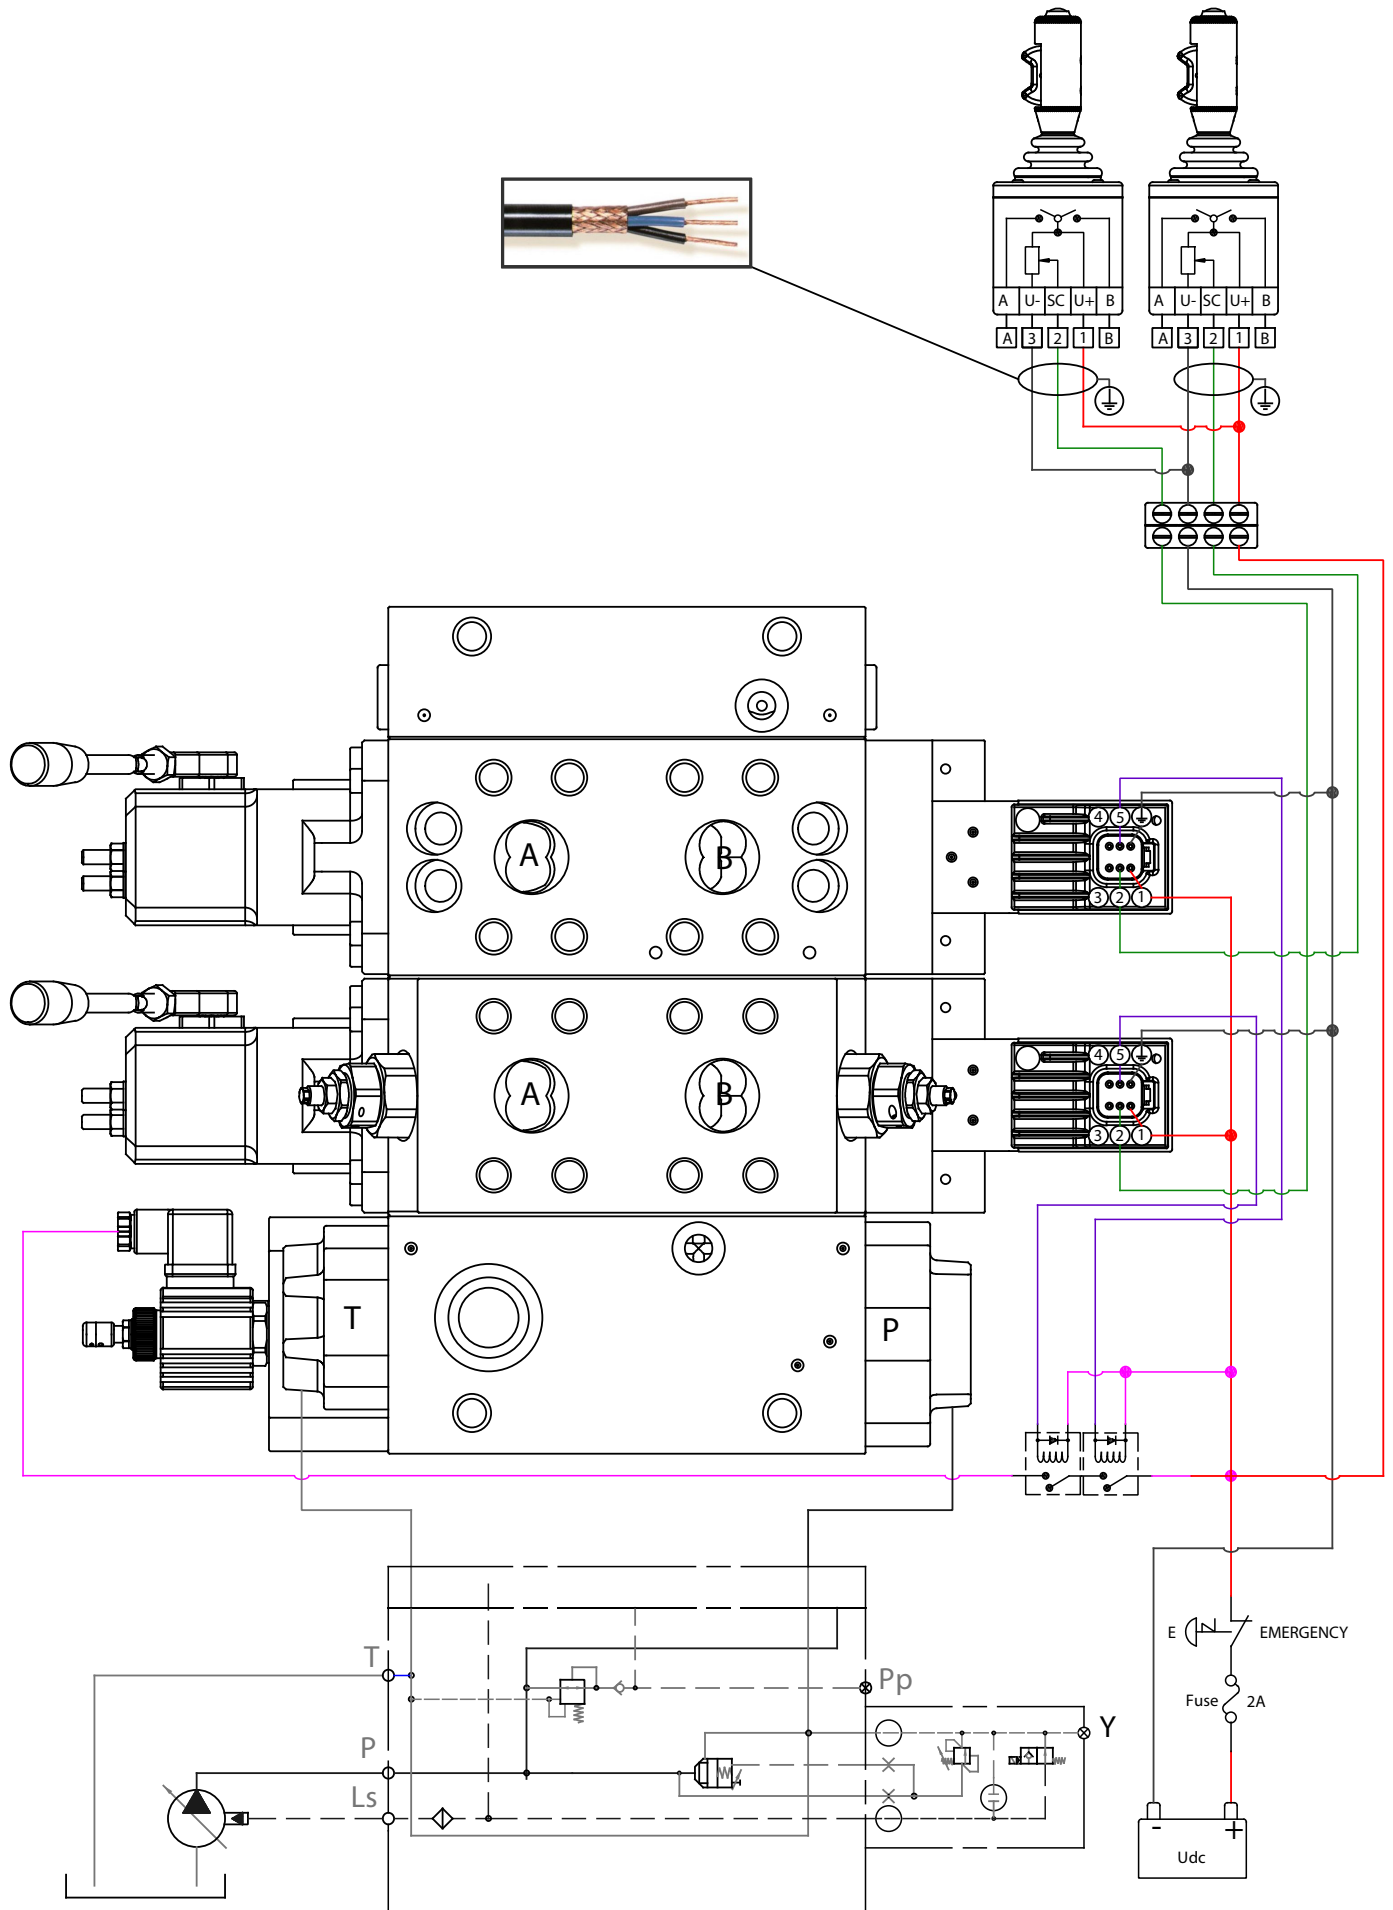 A U- SC U+ B
A U- SC U+ B
A 3 2 1 B
A 3 2 1 B
4 5
A B
3 2 1
4 5
A B
3 2 1
T P
E EMERGENCY
T
Pp
Fuse 2A
Y
P
Ls
- +
Udc